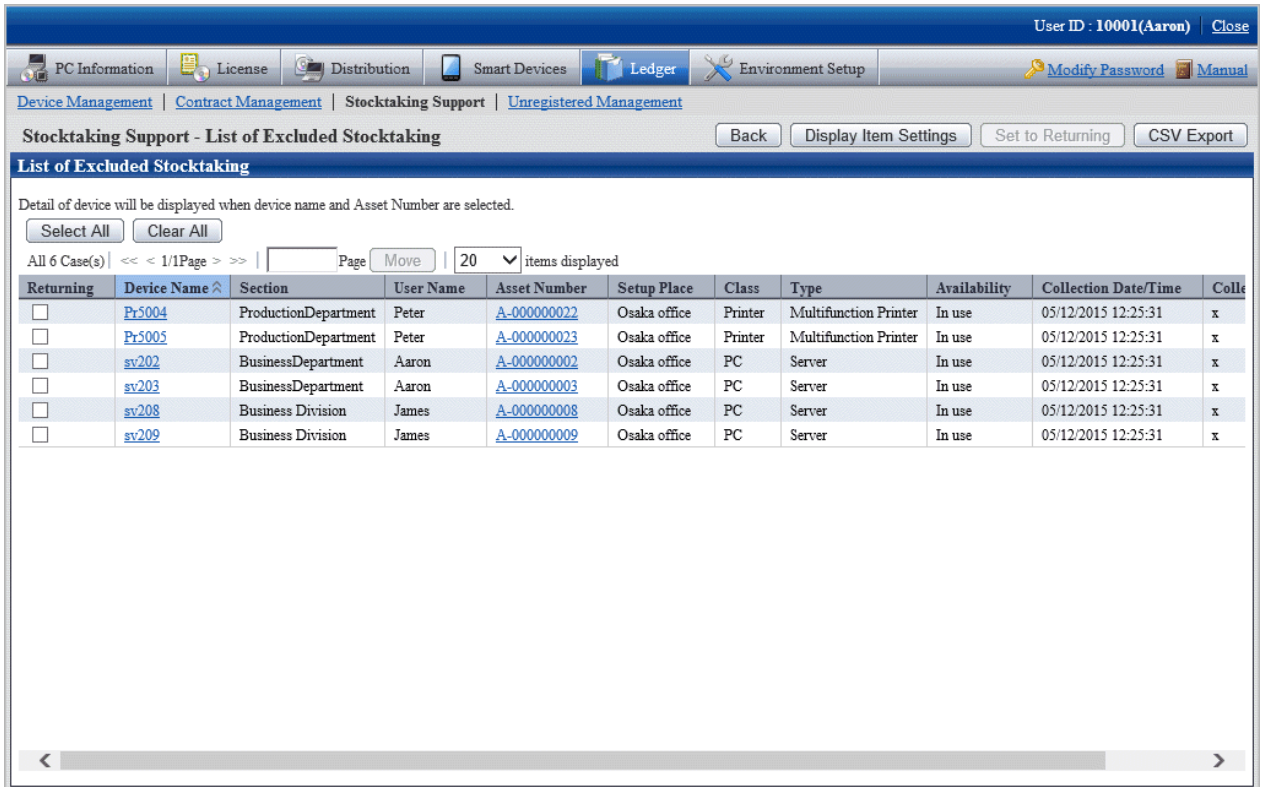 User ID : 10001(Aaron) Close
PC Information License Distribution Smart Devices Ledger Environment Setup Modify Password Manual
Device Management | Contract Management | Stocktaking Support | Unregistered Management
Stocktaking Support - List of Excluded Stocktaking Back Display Item Settings Set to Returning CSV Export
List of Excluded Stocktaking
Detail of device will be displayed when device name and Asset Number are selected.
Select All Clear All
All 6 Case(s) | << < 1/1Page > >> | Page Move | 20 items displayed
Returning Device Name Section User Name Asset Number Setup Place Class Type Availability Collection Date/Time Colle
Pr5004 ProductionDepartment Peter A-000000022 Osaka office Printer Multifunction Printer In use 05/12/2015 12:25:31 x
Pr5005 ProductionDepartment Peter A-000000023 Osaka office Printer Multifunction Printer In use 05/12/2015 12:25:31 x
sv202 BusinessDepartment Aaron A-000000002 Osaka office PC Server In use 05/12/2015 12:25:31 x
sv203 BusinessDepartment Aaron A-000000003 Osaka office PC Server In use 05/12/2015 12:25:31 x
sv208 Business Division James A-000000008 Osaka office PC Server In use 05/12/2015 12:25:31 x
sv209 Business Division James A-000000009 Osaka office PC Server In use 05/12/2015 12:25:31 x